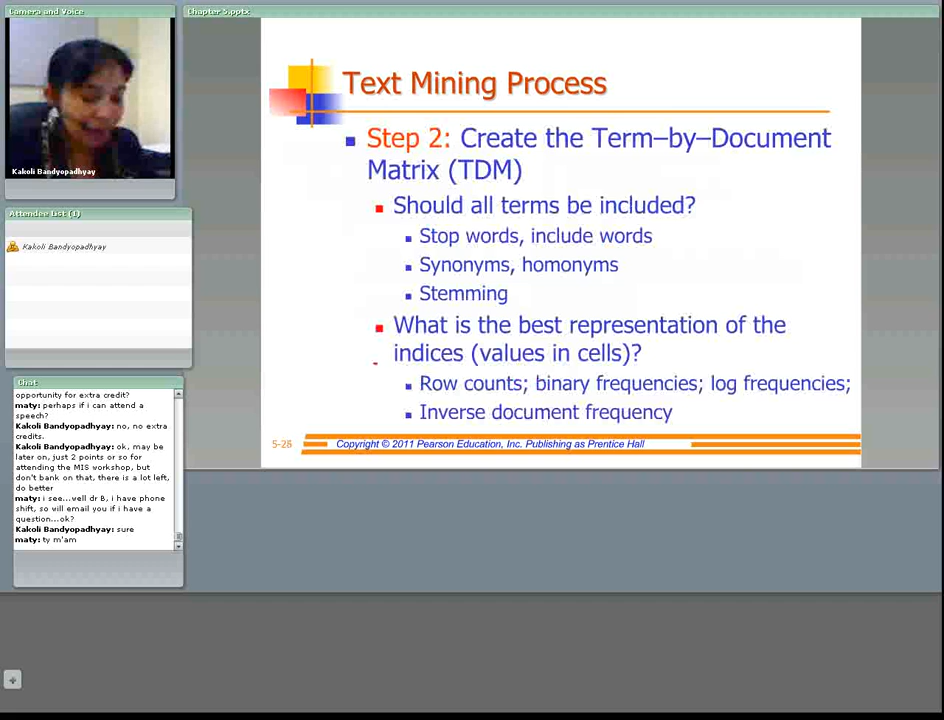 Camera and Voice
Chapter 5.pptx
Kakoli Bandyopadhyay
Attendee List (1)
Kakoli Bandyopadhyay
Chat
opportunity for extra credit?
maty: perhaps if i can attend a
speech?
Kakoli Bandyopadhyay: no, no extra
credits.
Kakoli Bandyopadhyay: ok, may be
later on, just 2 points or so for
attending the MIS workshop, but
don't bank on that, there is a lot left,
do better
maty: i see...well dr B, i have phone
shift, so will email you if i have a
question...ok?
Kakoli Bandyopadhyay: sure
maty: ty m'am
Text Mining Process
Step 2: Create the Term–by–Document
Matrix (TDM)
Should all terms be included?
Stop words, include words
Synonyms, homonyms
Stemming
What is the best representation of the
indices (values in cells)?
Row counts; binary frequencies; log frequencies;
Inverse document frequency
5-28
Copyright © 2011 Pearson Education, Inc. Publishing as Prentice Hall